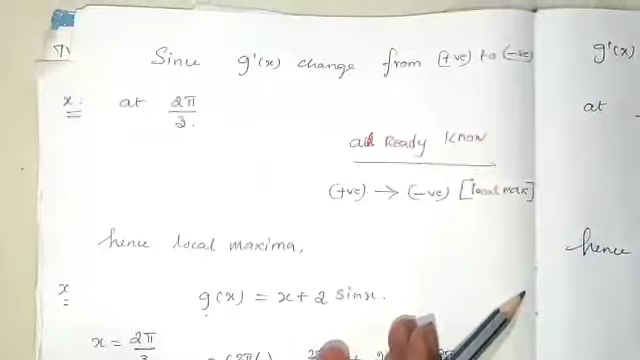 Since g'(x) change from (+ve) to (-ve) g'(x)
x: at 2π/3. at
all Ready Know
(+ve) → (-ve) [local max]
hence local maxima, hence
x g(x) = x + 2 sinx.
x = 2π/3